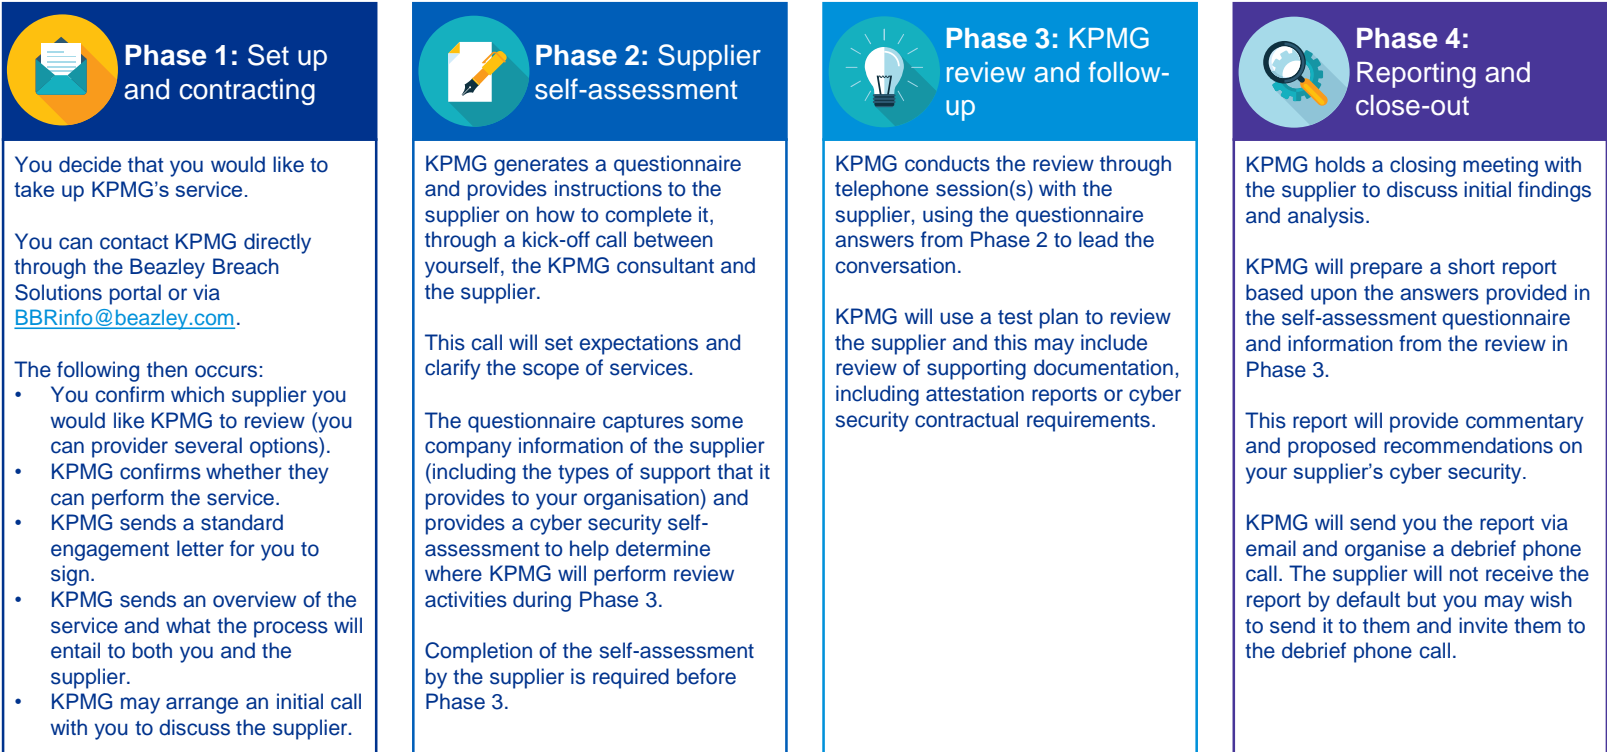 Phase 1: Set up
and contracting
You decide that you would like to
take up KPMG's service.
You can contact KPMG directly
through the Beazley Breach
Solutions portal or via
BBRinfo@beazley.com.
The following then occurs:
• You confirm which supplier you
would like KPMG to review (you
can provider several options).
• KPMG confirms whether they
can perform the service.
• KPMG sends a standard
engagement letter for you to
sign.
• KPMG sends an overview of the
service and what the process will
entail to both you and the
supplier.
• KPMG may arrange an initial call
with you to discuss the supplier.
Phase 2: Supplier
self-assessment
KPMG generates a questionnaire
and provides instructions to the
supplier on how to complete it,
through a kick-off call between
yourself, the KPMG consultant and
the supplier.
This call will set expectations and
clarify the scope of services.
The questionnaire captures some
company information of the supplier
(including the types of support that it
provides to your organisation) and
provides a cyber security self-
assessment to help determine
where KPMG will perform review
activities during Phase 3.
Completion of the self-assessment
by the supplier is required before
Phase 3.
Phase 3: KPMG
review and follow-
up
KPMG conducts the review through
telephone session(s) with the
supplier, using the questionnaire
answers from Phase 2 to lead the
conversation.
KPMG will use a test plan to review
the supplier and this may include
review of supporting documentation,
including attestation reports or cyber
security contractual requirements.
Phase 4:
Reporting and
close-out
KPMG holds a closing meeting with
the supplier to discuss initial findings
and analysis.
KPMG will prepare a short report
based upon the answers provided in
the self-assessment questionnaire
and information from the review in
Phase 3.
This report will provide commentary
and proposed recommendations on
your supplier's cyber security.
KPMG will send you the report via
email and organise a debrief phone
call. The supplier will not receive the
report by default but you may wish
to send it to them and invite them to
the debrief phone call.